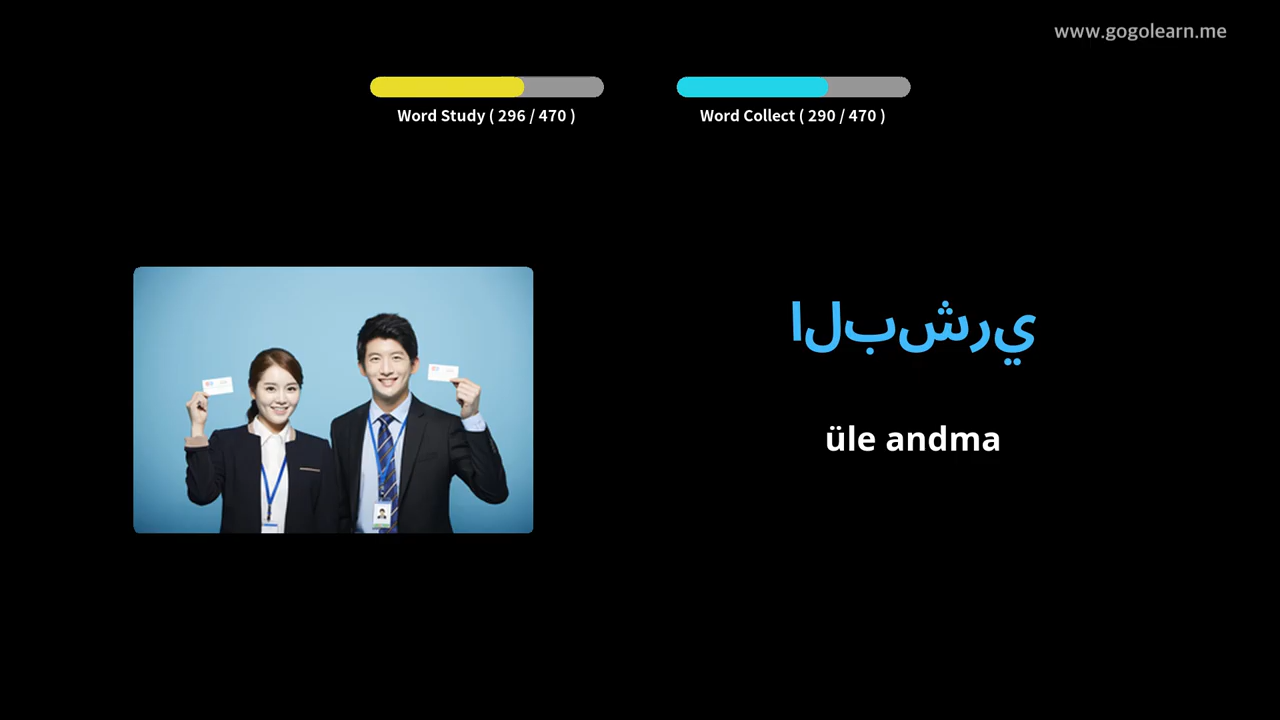 www.gogolearn.me
Word Study ( 296 / 470 )
Word Collect ( 290 / 470 )
البشري
üle andma